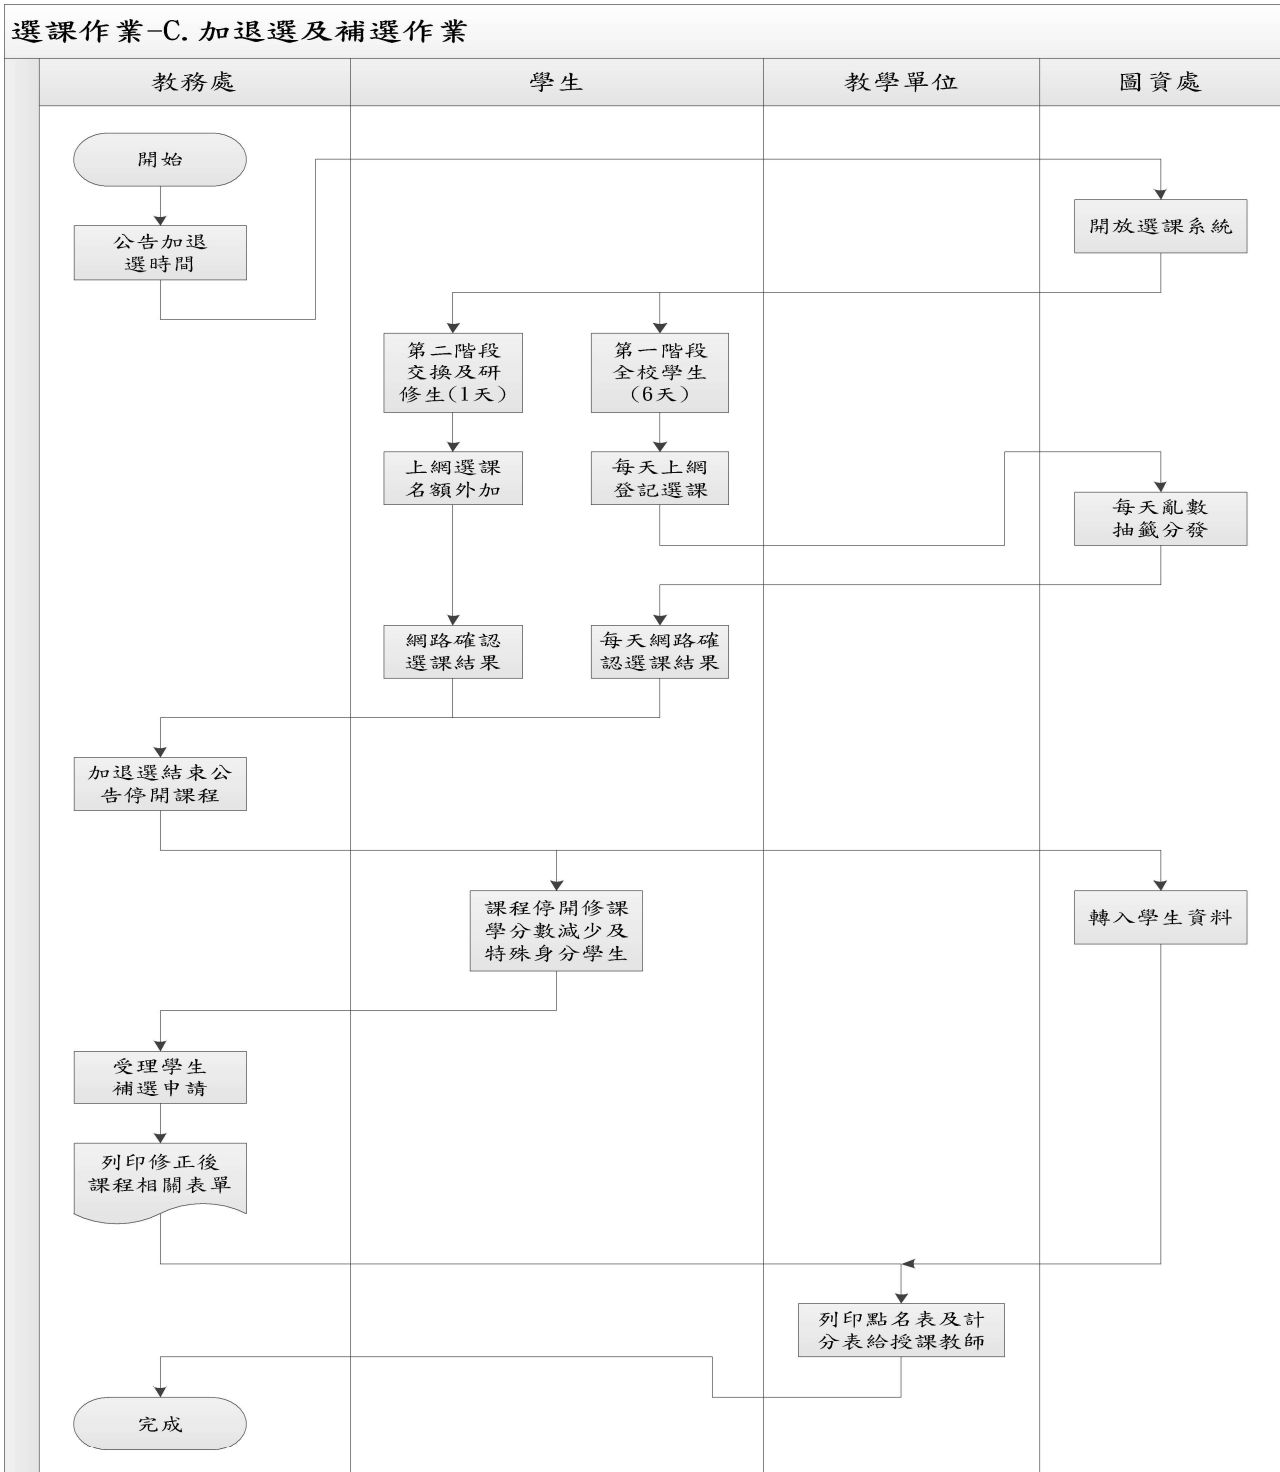 選課作業-C.加退選及補選作業
教務處
學生
教學單位
圖資處
開始
公告加退
選時間
開放選課系統
第二階段
交換及研
修生(1天)
第一階段
全校學生
(6天)
上網選課
名額外加
每天上網
登記選課
每天亂數
抽籤分發
網路確認
選課結果
每天網路確
認選課結果
加退選結束公
告停開課程
課程停開修課
學分數減少及
特殊身分學生
轉入學生資料
受理學生
補選申請
列印修正後
課程相關表單
列印點名表及計
分表給授課教師
完成